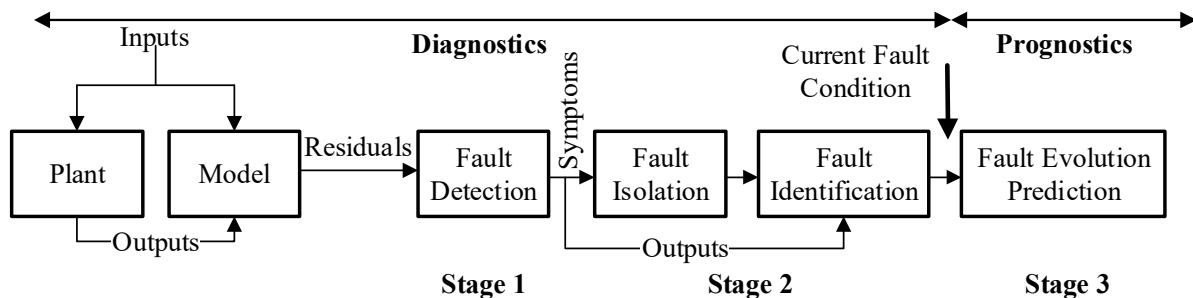 Inputs
Diagnostics
Prognostics
Current Fault
Condition
Symptoms
Residuals
Plant
Model
Fault
Detection
Fault
Isolation
Fault
Identification
Fault Evolution
Prediction
Outputs
Outputs
Stage 1
Stage 2
Stage 3